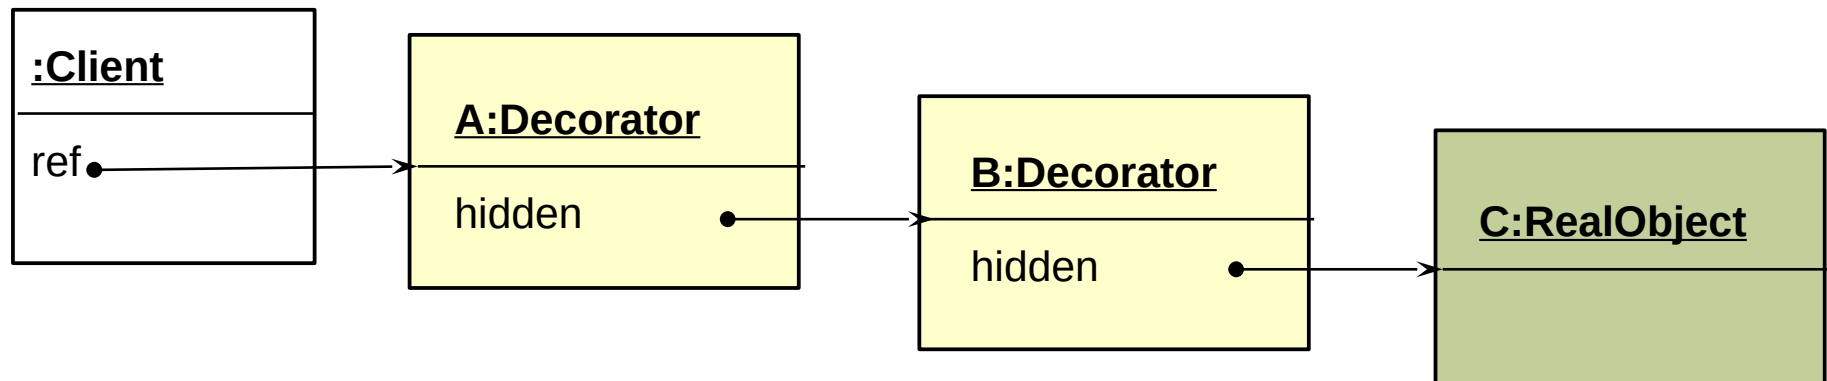 :Client
ref
A:Decorator
hidden
B:Decorator
hidden
C:RealObject